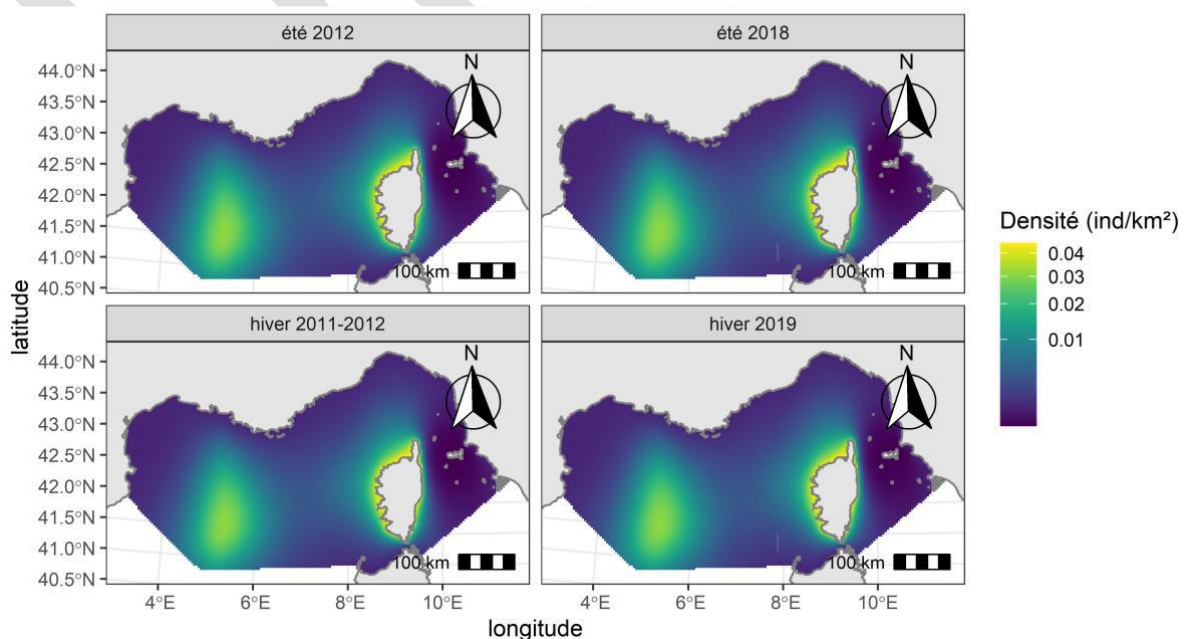 été 2012
été 2018
44.0°N
43.5°N
43.0°N
42.5°N
42.0°N
41.5°N
41.0°N
40.5°N
N
100 km
N
100 km
Densité (ind/km²)
0.04
0.03
0.02
0.01
latitude
hiver 2011-2012
hiver 2019
44.0°N
43.5°N
43.0°N
42.5°N
42.0°N
41.5°N
41.0°N
40.5°N
N
100 km
N
100 km
4°E 6°E 8°E 10°E
4°E 6°E 8°E 10°E
longitude